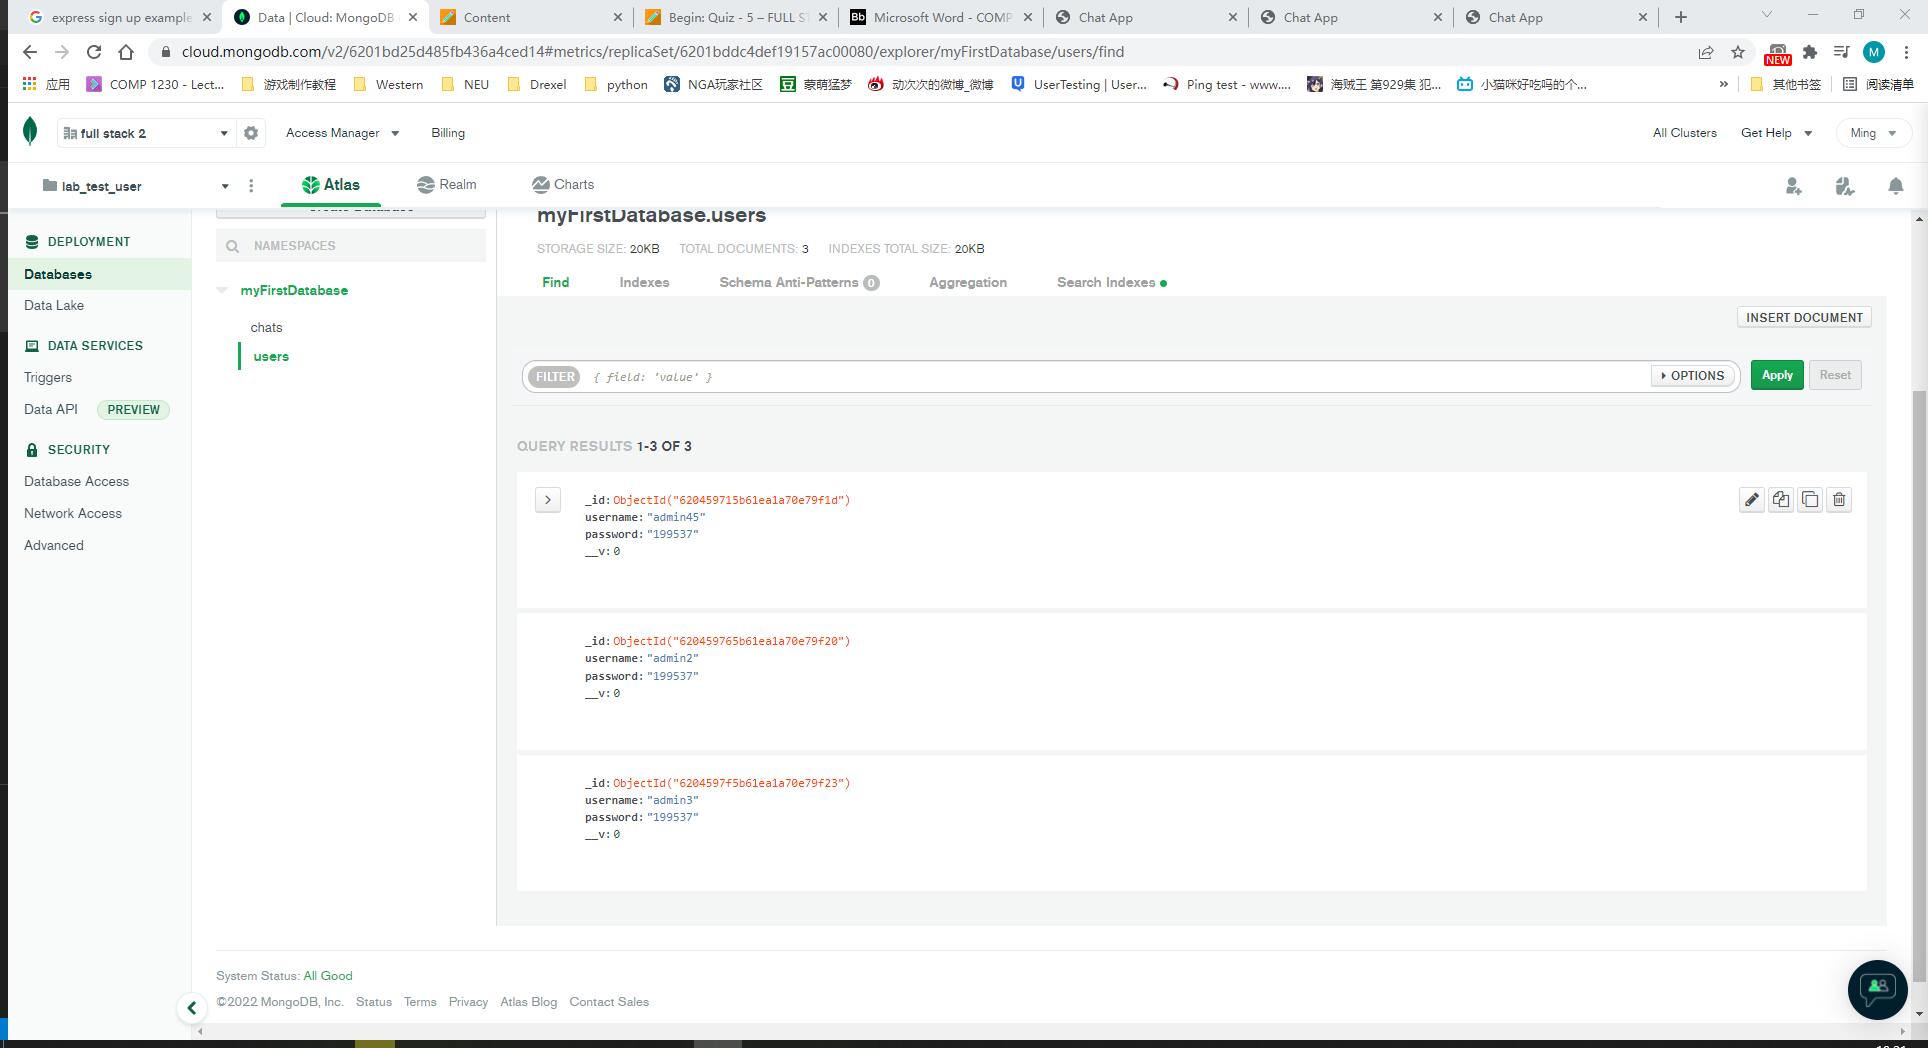 express sign up example
Data | Cloud: MongoDB
Content
Begin: Quiz - 5 – FULL ST
Microsoft Word - COMP
Chat App
Chat App
Chat App
cloud.mongodb.com/v2/6201bd25d485fb436a4ced14#metrics/replicaSet/6201bddc4def19157ac00080/explorer/myFirstDatabase/users/find
NEW
M
应用
COMP 1230 - Lect...
游戏制作教程
Western
NEU
Drexel
python
NGA玩家社区
蒙萌猛梦
动次次的微博_微博
UserTesting | User...
Ping test - www....
海贼王 第929集 犯...
小猫咪好吃吗的个...
»
其他书签
阅读清单
full stack 2
Access Manager
Billing
All Clusters
Get Help
Ming
lab_test_user
Atlas
Realm
Charts
DEPLOYMENT
Databases
Data Lake
DATA SERVICES
Triggers
Data API PREVIEW
SECURITY
Database Access
Network Access
Advanced
NAMESPACES
myFirstDatabase
chats
users
myFirstDatabase.users
STORAGE SIZE: 20KB TOTAL DOCUMENTS: 3 INDEXES TOTAL SIZE: 20KB
Find
Indexes
Schema Anti-Patterns 0
Aggregation
Search Indexes
INSERT DOCUMENT
FILTER { field: 'value' }
OPTIONS
Apply
Reset
QUERY RESULTS 1-3 OF 3
_id: ObjectId("620459715b61ea1a70e79f1d")
username: "admin45"
password: "199537"
__v: 0
_id: ObjectId("620459765b61ea1a70e79f20")
username: "admin2"
password: "199537"
__v: 0
_id: ObjectId("6204597f5b61ea1a70e79f23")
username: "admin3"
password: "199537"
__v: 0
System Status: All Good
©2022 MongoDB, Inc. Status Terms Privacy Atlas Blog Contact Sales